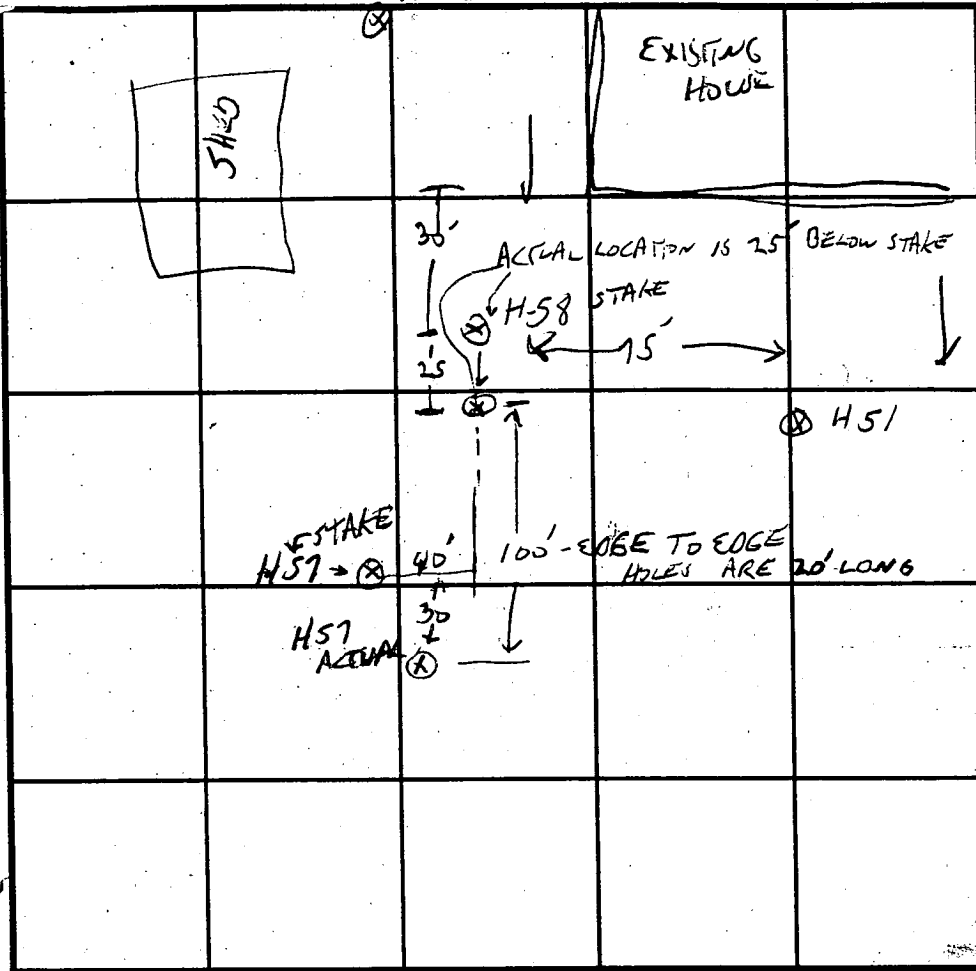 EXISTING
HOUSE
SHED
30'
ACTUAL LOCATION IS 25' BELOW STAKE
H-58 STAKE
75'
25
H51
STAKE
H57
40'
100' - EDGE TO EDGE
HOLES ARE 20' LONG
30
H57
ACTUAL